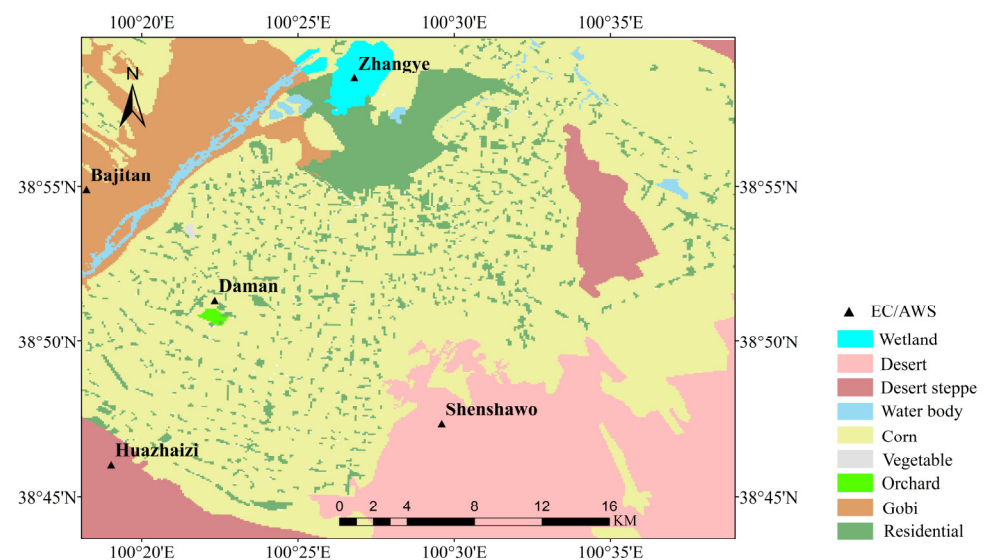 100°20'E 100°25'E 100°30'E 100°35'E
N
Zhangye
Bajitan
38°55'N 38°55'N
Daman
38°50'N 38°50'N
EC/AWS
Wetland
Desert
Desert steppe
Water body
Corn
Vegetable
Orchard
Gobi
Residential
Shenshawo
Huazhaizi
38°45'N 38°45'N
0 2 4 8 12 16
KM
100°20'E 100°25'E 100°30'E 100°35'E